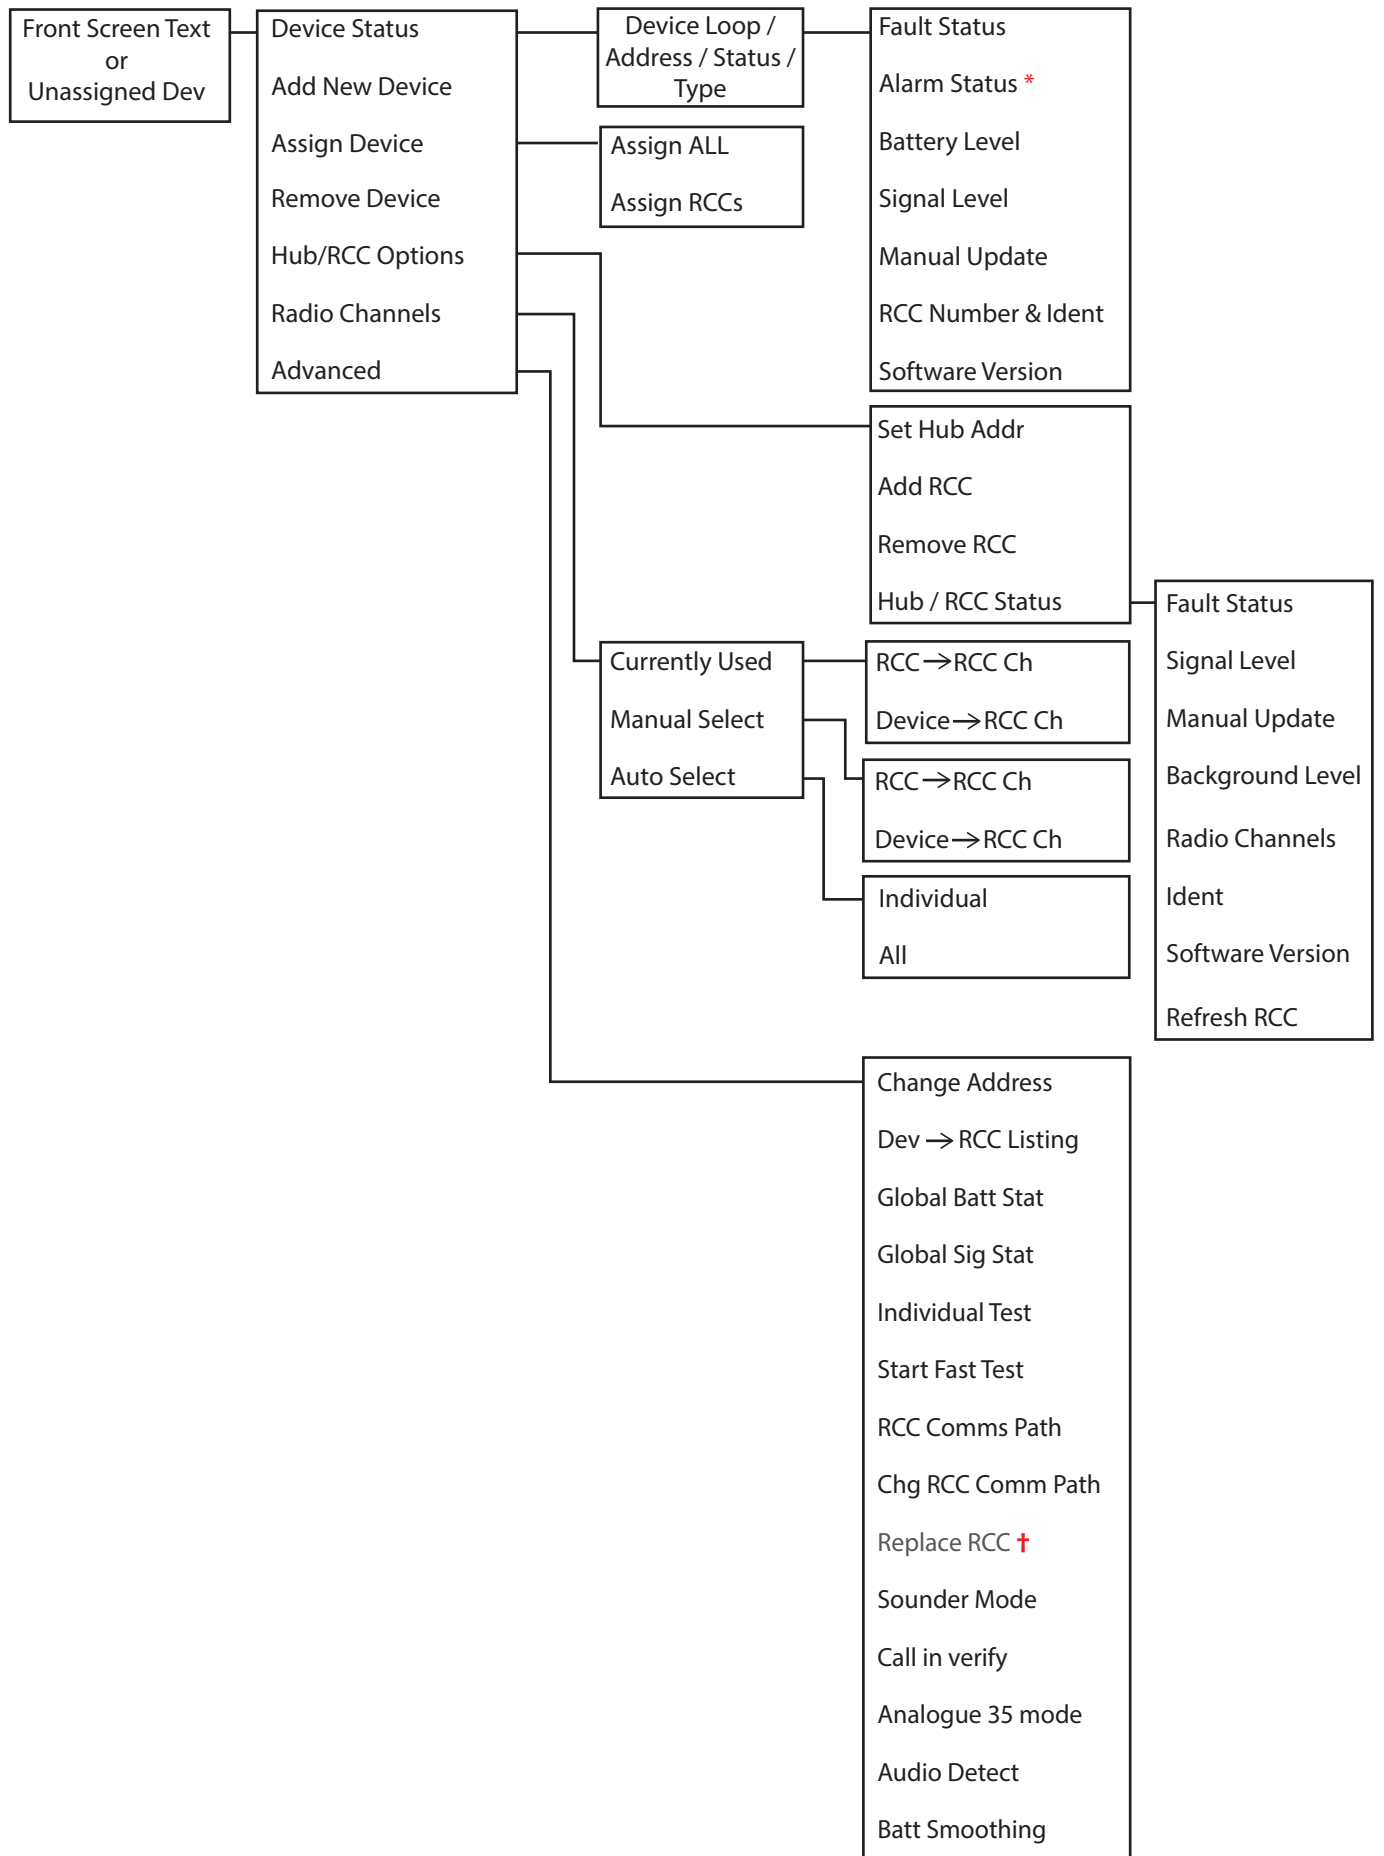 Front Screen Text
or
Unassigned Dev
Device Status
Add New Device
Assign Device
Remove Device
Hub/RCC Options
Radio Channels
Advanced
Device Loop /
Address / Status /
Type
Assign ALL
Assign RCCs
Fault Status
Alarm Status *
Battery Level
Signal Level
Manual Update
RCC Number & Ident
Software Version
Set Hub Addr
Add RCC
Remove RCC
Hub / RCC Status
Fault Status
Signal Level
Manual Update
Background Level
Radio Channels
Ident
Software Version
Refresh RCC
Currently Used
Manual Select
Auto Select
RCC → RCC Ch
Device → RCC Ch
RCC → RCC Ch
Device → RCC Ch
Individual
All
Change Address
Dev → RCC Listing
Global Batt Stat
Global Sig Stat
Individual Test
Start Fast Test
RCC Comms Path
Chg RCC Comm Path
Replace RCC †
Sounder Mode
Call in verify
Analogue 35 mode
Audio Detect
Batt Smoothing